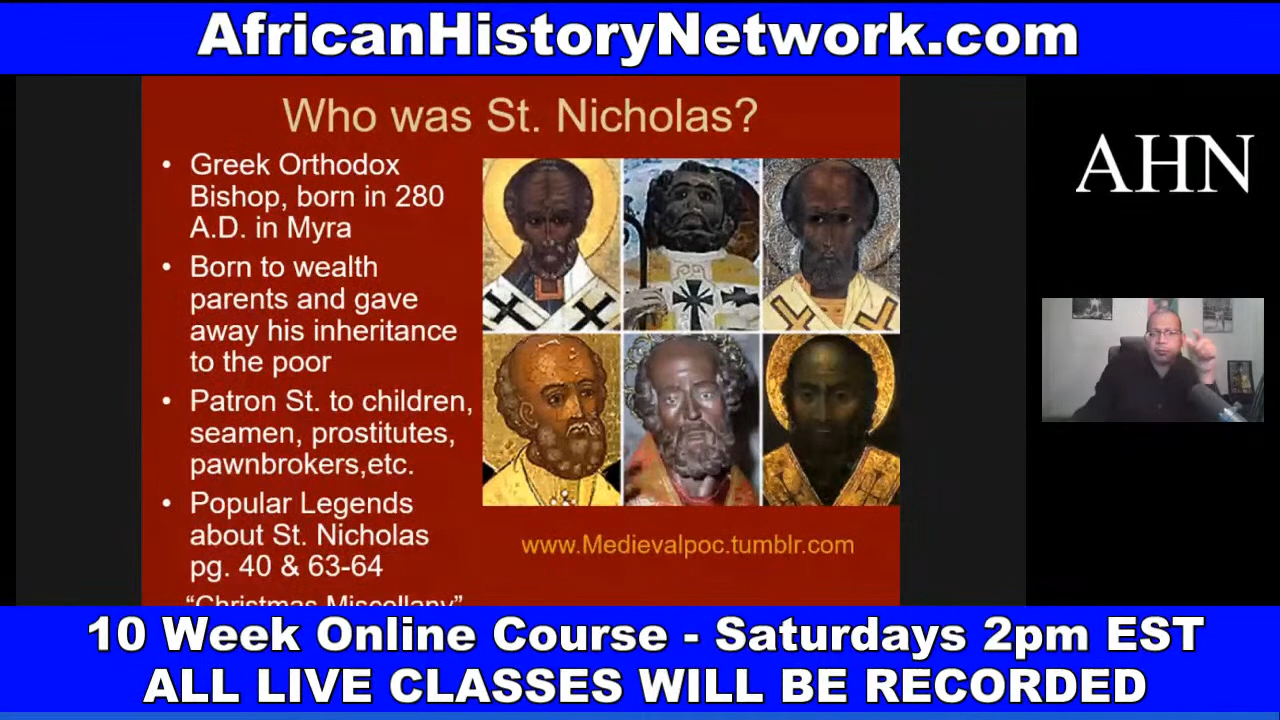 AfricanHistoryNetwork.com
Who was St. Nicholas?
• Greek Orthodox
Bishop, born in 280
A.D. in Myra
• Born to wealth
parents and gave
away his inheritance
to the poor
• Patron St. to children,
seamen, prostitutes,
pawnbrokers,etc.
• Popular Legends
about St. Nicholas
pg. 40 & 63-64
“Christmas Miscellany”
www.Medievalpoc.tumblr.com
AHN
10 Week Online Course - Saturdays 2pm EST
ALL LIVE CLASSES WILL BE RECORDED